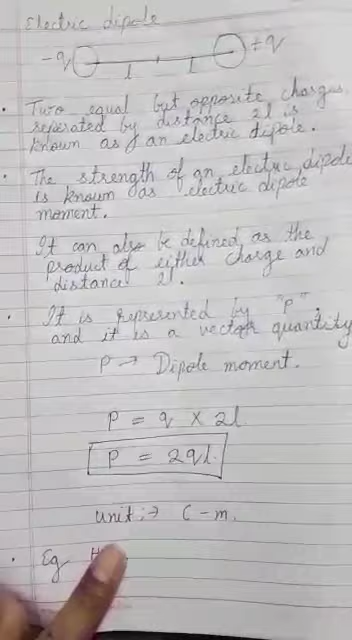 Electric dipole
-q +q
l l
Two equal but opposite charges
seperated by distance 2l is
known as an electric dipole.
The strength of an electric dipole
is known as electric dipole
moment.
It can also be defined as the
product of either charge and
distance 2l.
It is represented by "P",
and it is a vector quantity
P → Dipole moment.
P = q × 2l
P = 2ql.
unit :→ C-m.
Eg